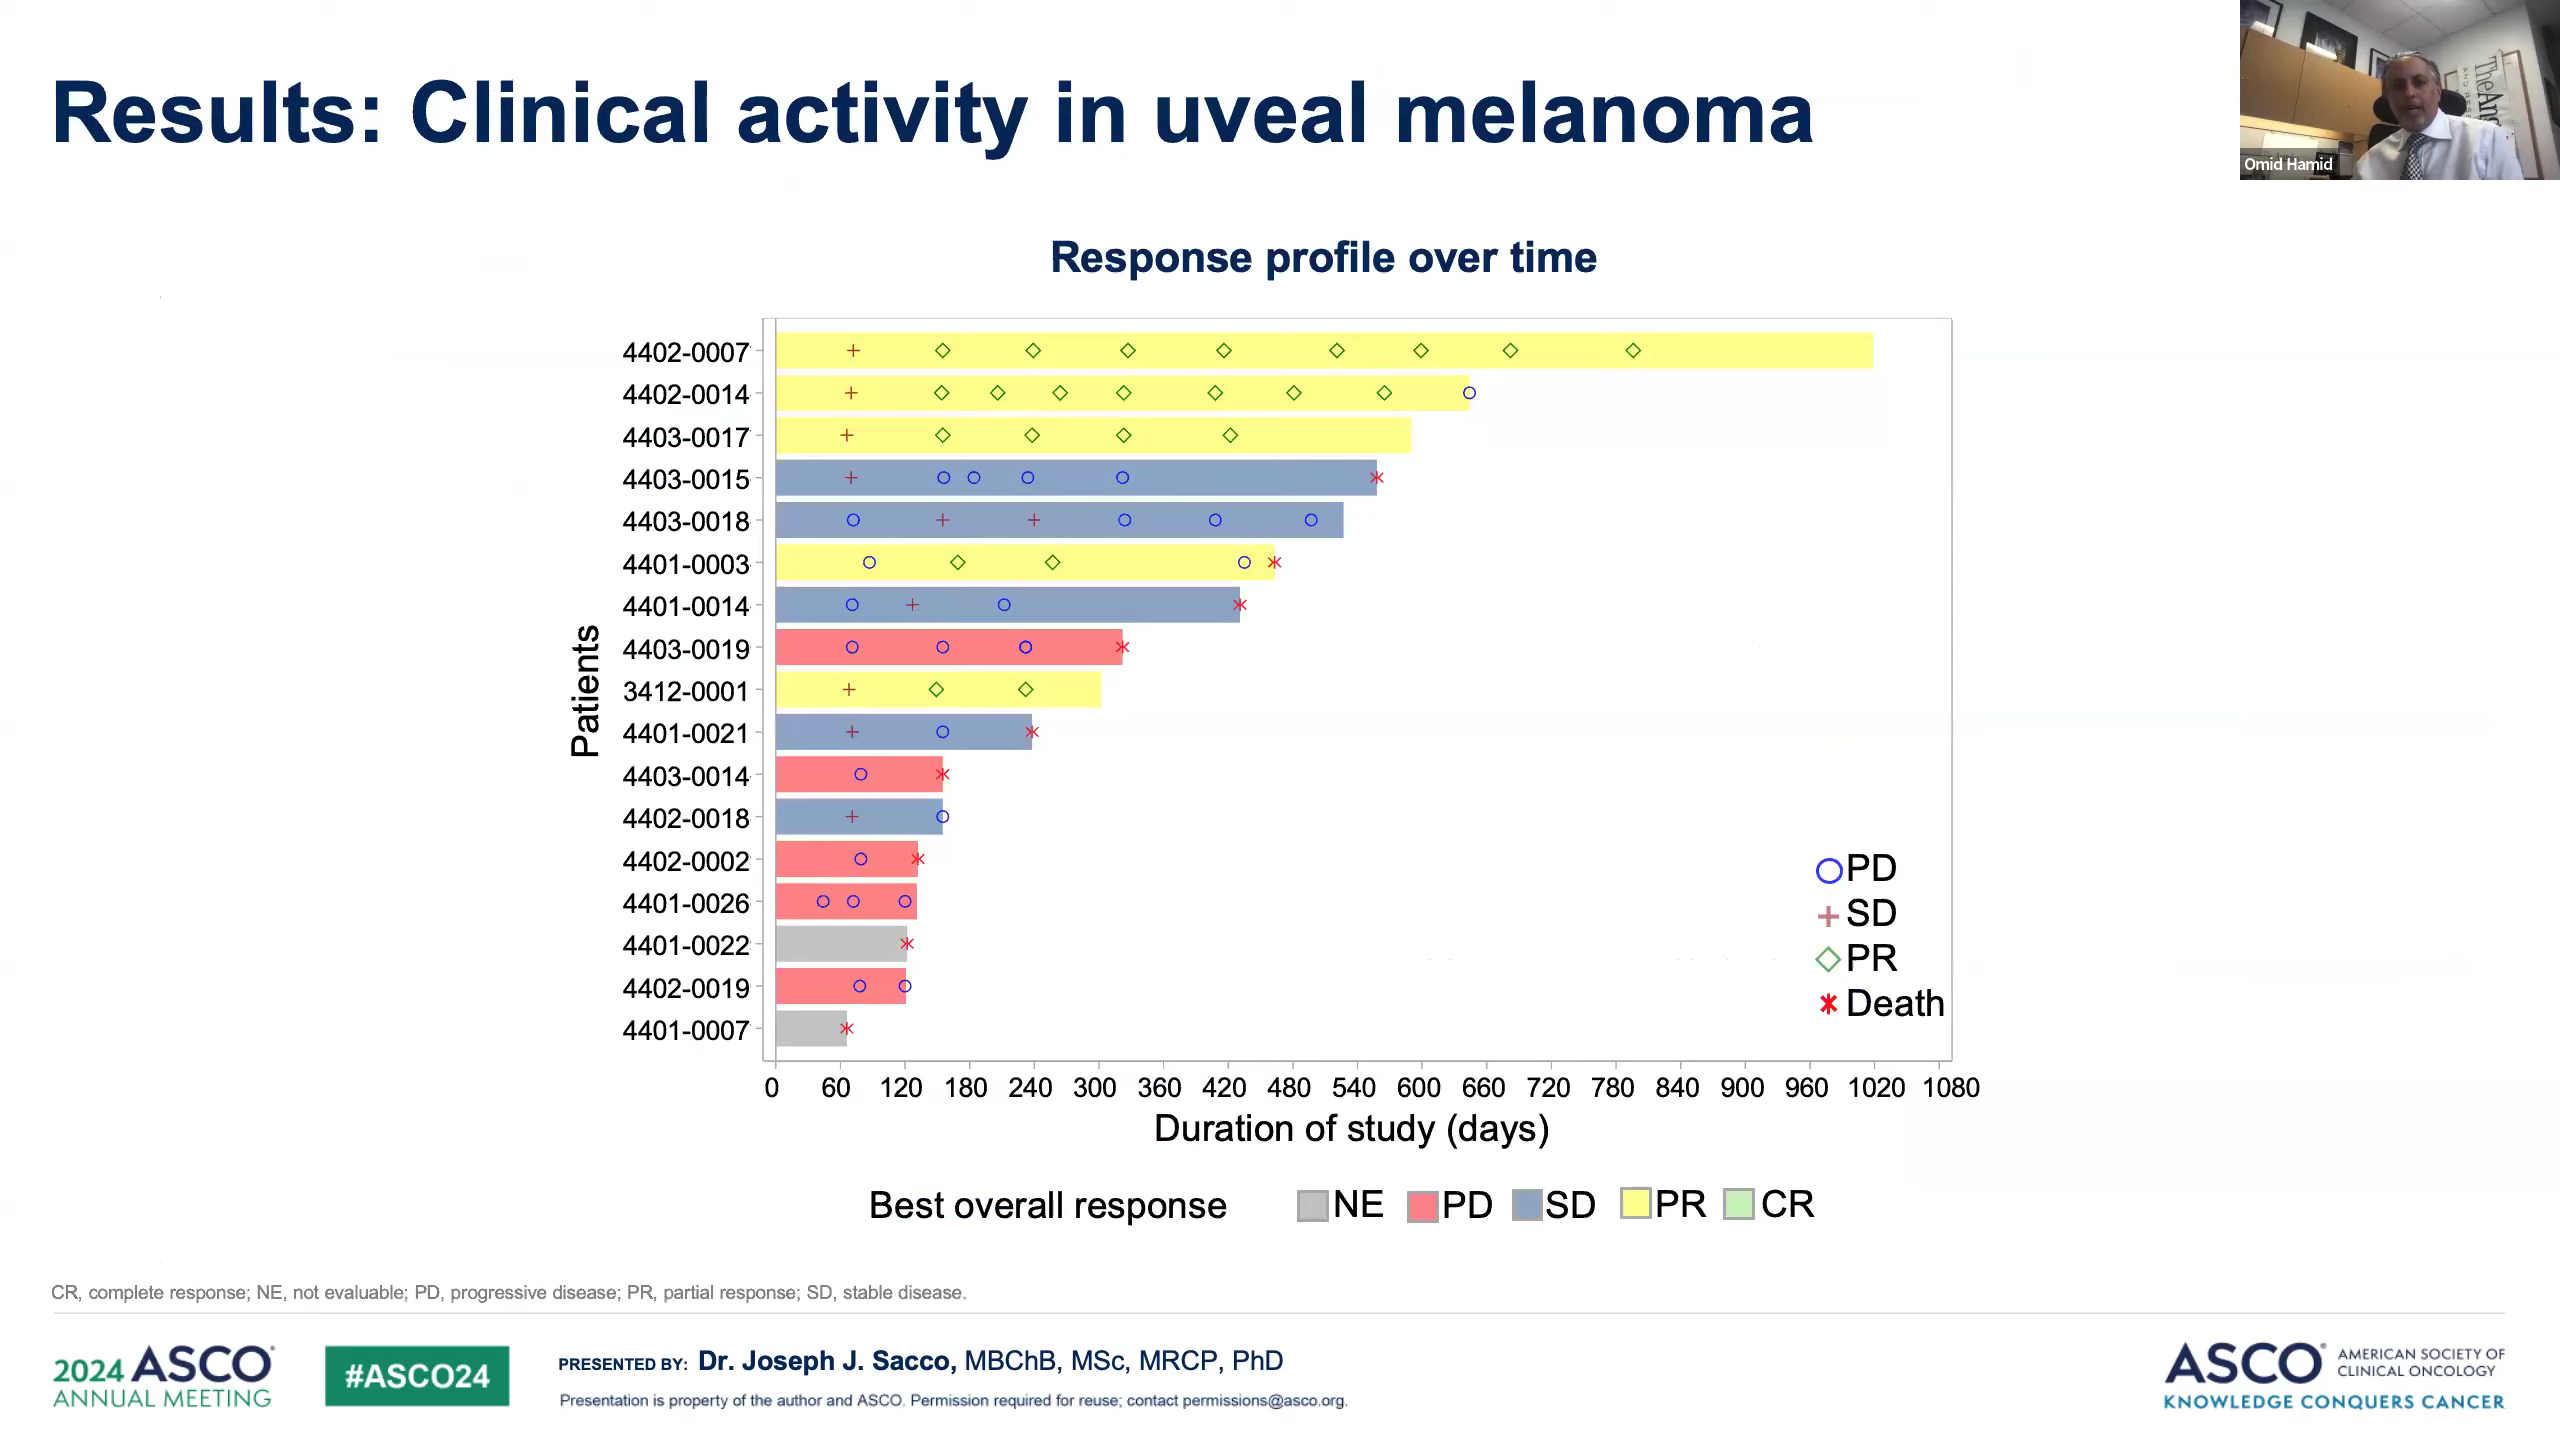 Results: Clinical activity in uveal melanoma
Omid Hamid
Response profile over time
Patients
4402-0007
4402-0014
4403-0017
4403-0015
4403-0018
4401-0003
4401-0014
4403-0019
3412-0001
4401-0021
4403-0014
4402-0018
4402-0002
4401-0026
4401-0022
4402-0019
4401-0007
PD
SD
PR
Death
0 60 120 180 240 300 360 420 480 540 600 660 720 780 840 900 960 1020 1080
Duration of study (days)
Best overall response NE PD SD PR CR
CR, complete response; NE, not evaluable; PD, progressive disease; PR, partial response; SD, stable disease.
2024 ASCO
ANNUAL MEETING
#ASCO24
PRESENTED BY: Dr. Joseph J. Sacco, MBChB, MSc, MRCP, PhD
Presentation is property of the author and ASCO. Permission required for reuse; contact permissions@asco.org.
ASCO AMERICAN SOCIETY OF
CLINICAL ONCOLOGY
KNOWLEDGE CONQUERS CANCER